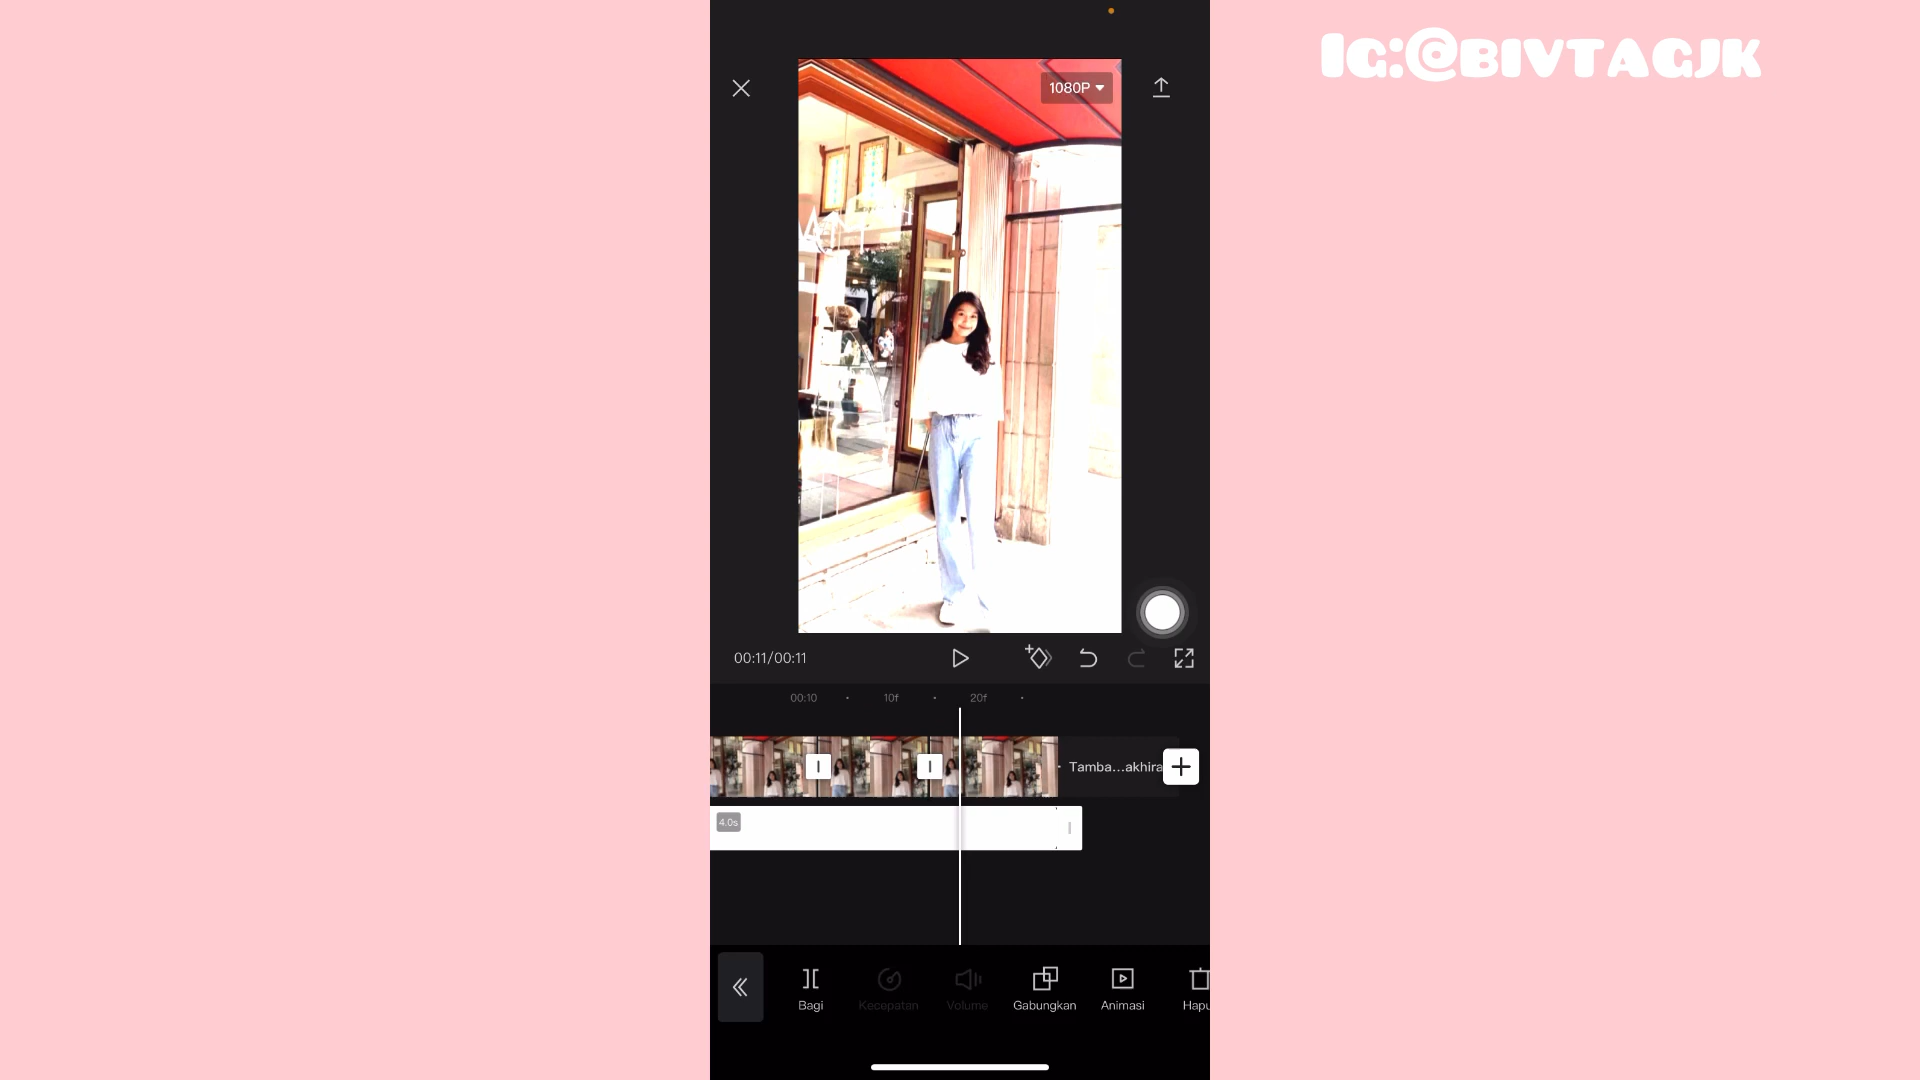 IG:@BIVTAGJK
1080P
00:11/00:11
00:10
10f
20f
Tamba...akhira
4.0s
Bagi
Kecepatan
Volume
Gabungkan
Animasi
Hapu